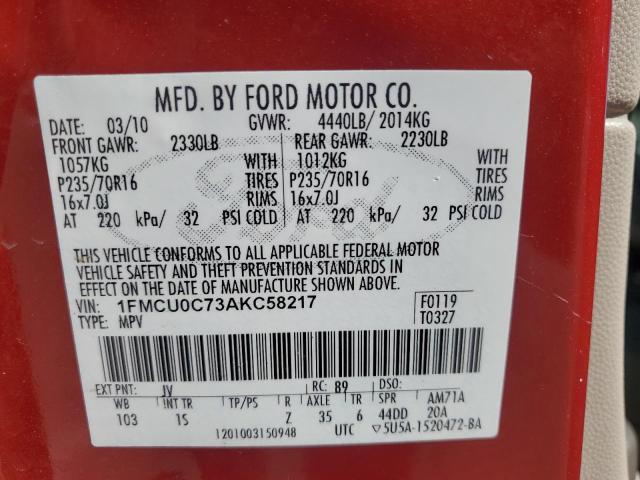 MFD. BY FORD MOTOR CO.
DATE: 03/10 GVWR: 4440LB/ 2014KG
FRONT GAWR: 2330LB REAR GAWR: 2230LB
1057KG WITH 1012KG WITH
P235/70R16 TIRES P235/70R16 TIRES
16x7.0J RIMS 16x7.0J RIMS
AT 220 kPa/ 32 PSI COLD AT 220 kPa/ 32 PSI COLD
Ford
THIS VEHICLE CONFORMS TO ALL APPLICABLE FEDERAL MOTOR
VEHICLE SAFETY AND THEFT PREVENTION STANDARDS IN
EFFECT ON THE DATE OF MANUFACTURE SHOWN ABOVE.
VIN: 1FMCU0C73AKC58217 F0119
TYPE: MPV T0327
EXT PNT: JV RC: 89 DSO:
WB INT TR TP/PS R AXLE TR SPR AM71A
103 1S Z 35 6 44DD 20A
1201003150948 UTC ▽5U5A-1520472-BA